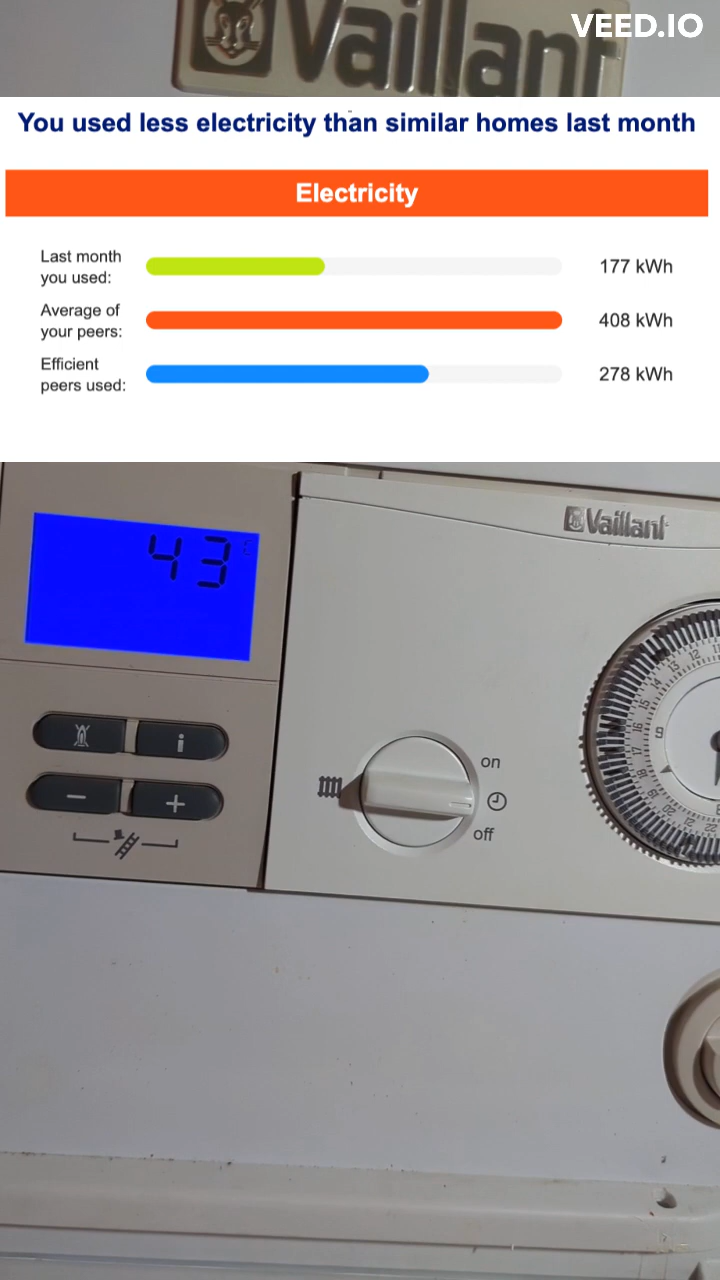 Vaillant
VEED.IO
You used less electricity than similar homes last month
Electricity
Last month
you used:
177 kWh
Average of
your peers:
408 kWh
Efficient
peers used:
278 kWh
43
Vaillant
i
− +
on
off